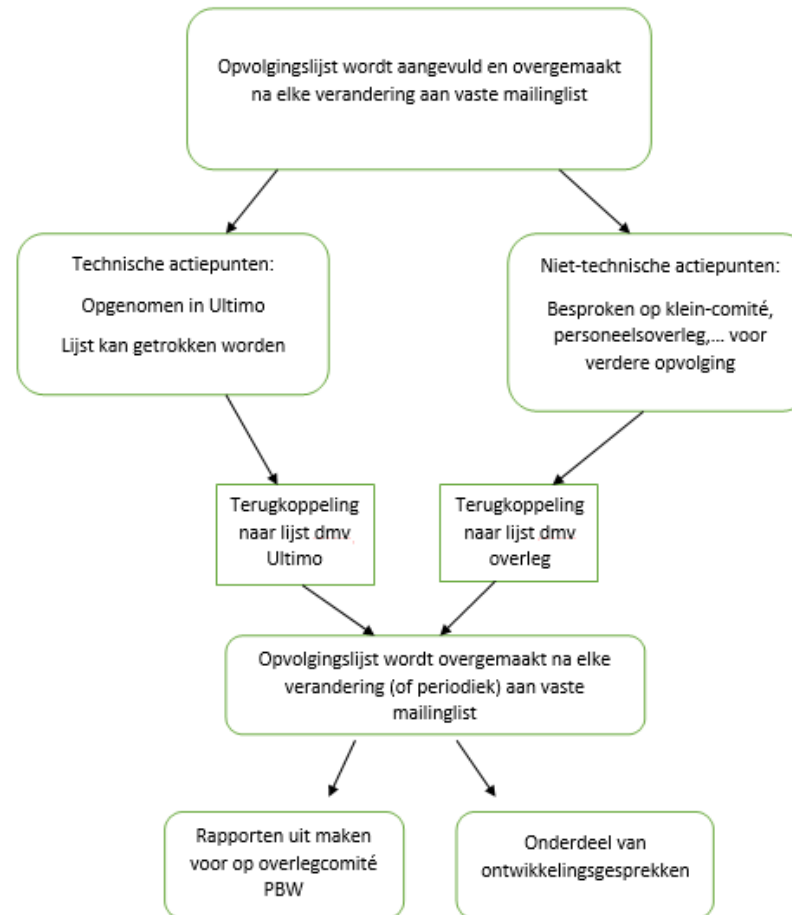 Opvolgingslijst wordt aangevuld en overgemaakt
na elke verandering aan vaste mailinglist
Technische actiepunten:
Opgenomen in Ultimo
Lijst kan getrokken worden
Niet-technische actiepunten:
Besproken op klein-comité,
personeelsoverleg,... voor
verdere opvolging
Terugkoppeling
naar lijst dmv
Ultimo
Terugkoppeling
naar lijst dmv
overleg
Opvolgingslijst wordt overgemaakt na elke
verandering (of periodiek) aan vaste
mailinglist
Rapporten uit maken
voor op overlegcomité
PBW
Onderdeel van
ontwikkelingsgesprekken